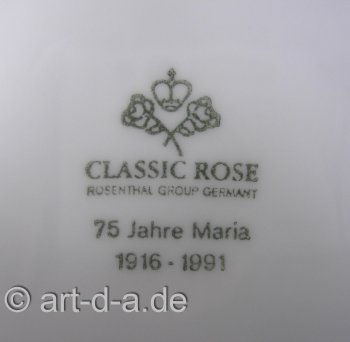 CLASSIC ROSE
ROSENTHAL GROUP GERMANY
75 Jahre Maria
1916 - 1991
© art-d-a.de